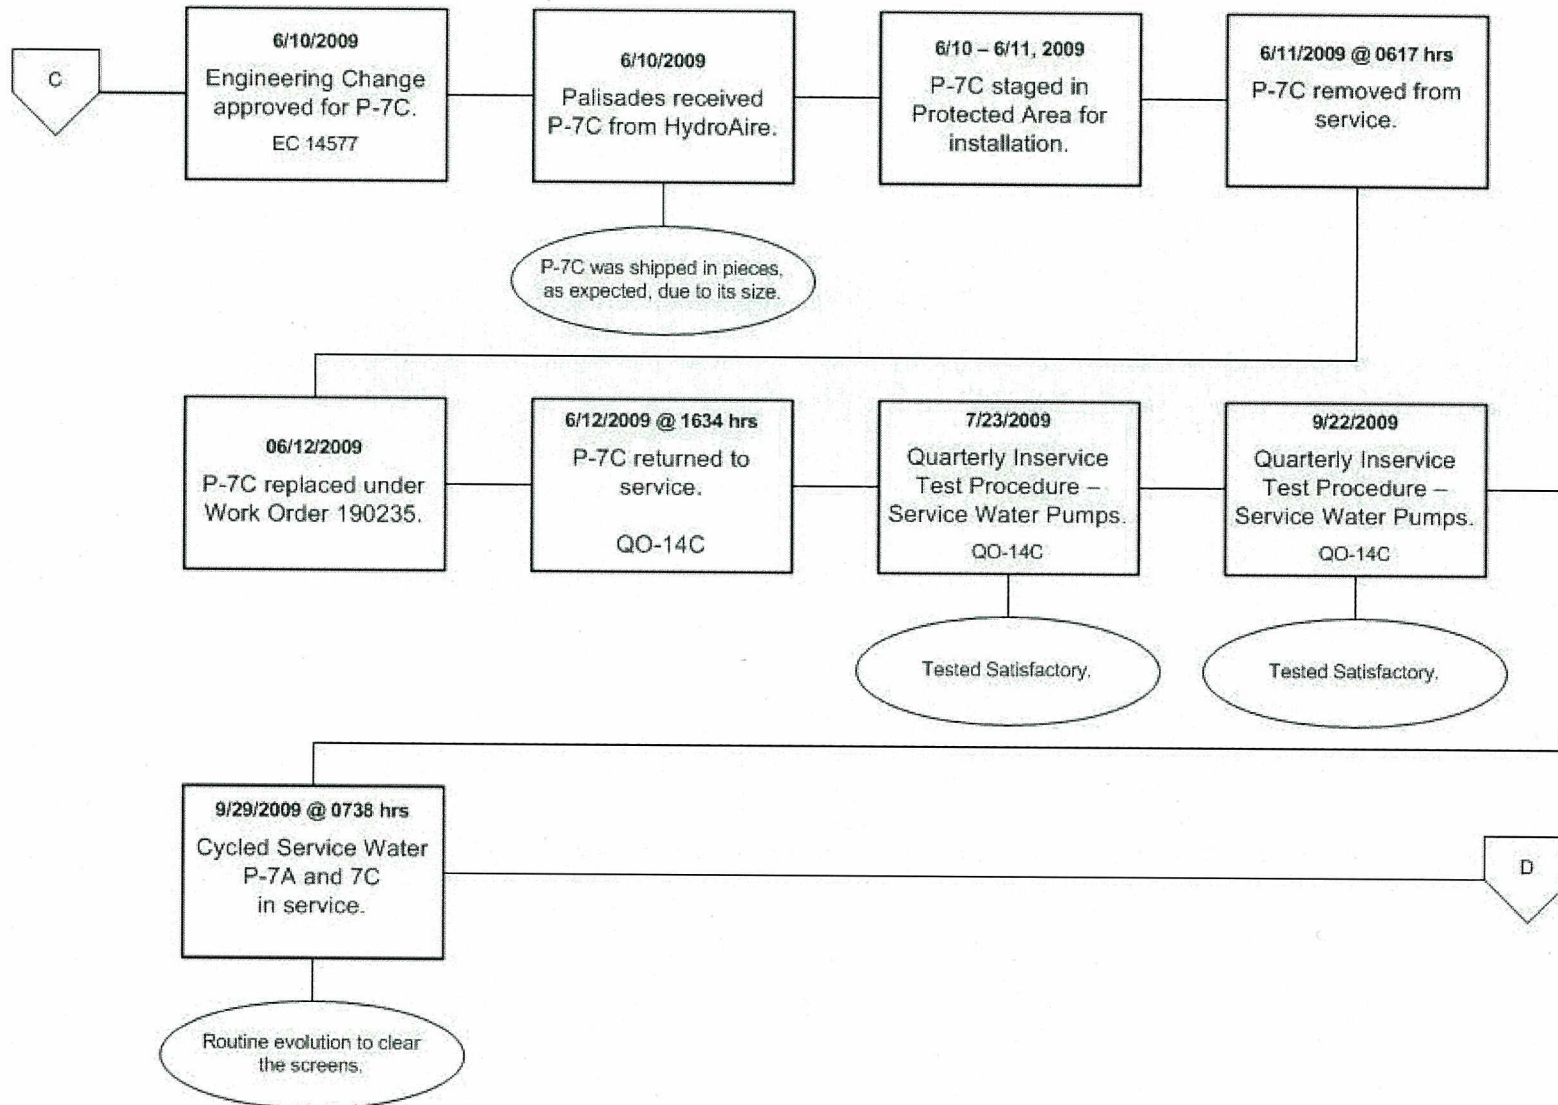 C
6/10/2009
Engineering Change
approved for P-7C.
EC 14577
6/10/2009
Palisades received
P-7C from HydroAire.
P-7C was shipped in pieces,
as expected, due to its size.
6/10 – 6/11, 2009
P-7C staged in
Protected Area for
installation.
6/11/2009 @ 0617 hrs
P-7C removed from
service.
06/12/2009
P-7C replaced under
Work Order 190235.
6/12/2009 @ 1634 hrs
P-7C returned to
service.
QO-14C
7/23/2009
Quarterly Inservice
Test Procedure –
Service Water Pumps.
QO-14C
Tested Satisfactory.
9/22/2009
Quarterly Inservice
Test Procedure –
Service Water Pumps.
QO-14C
Tested Satisfactory.
9/29/2009 @ 0738 hrs
Cycled Service Water
P-7A and 7C
in service.
Routine evolution to clear
the screens.
D